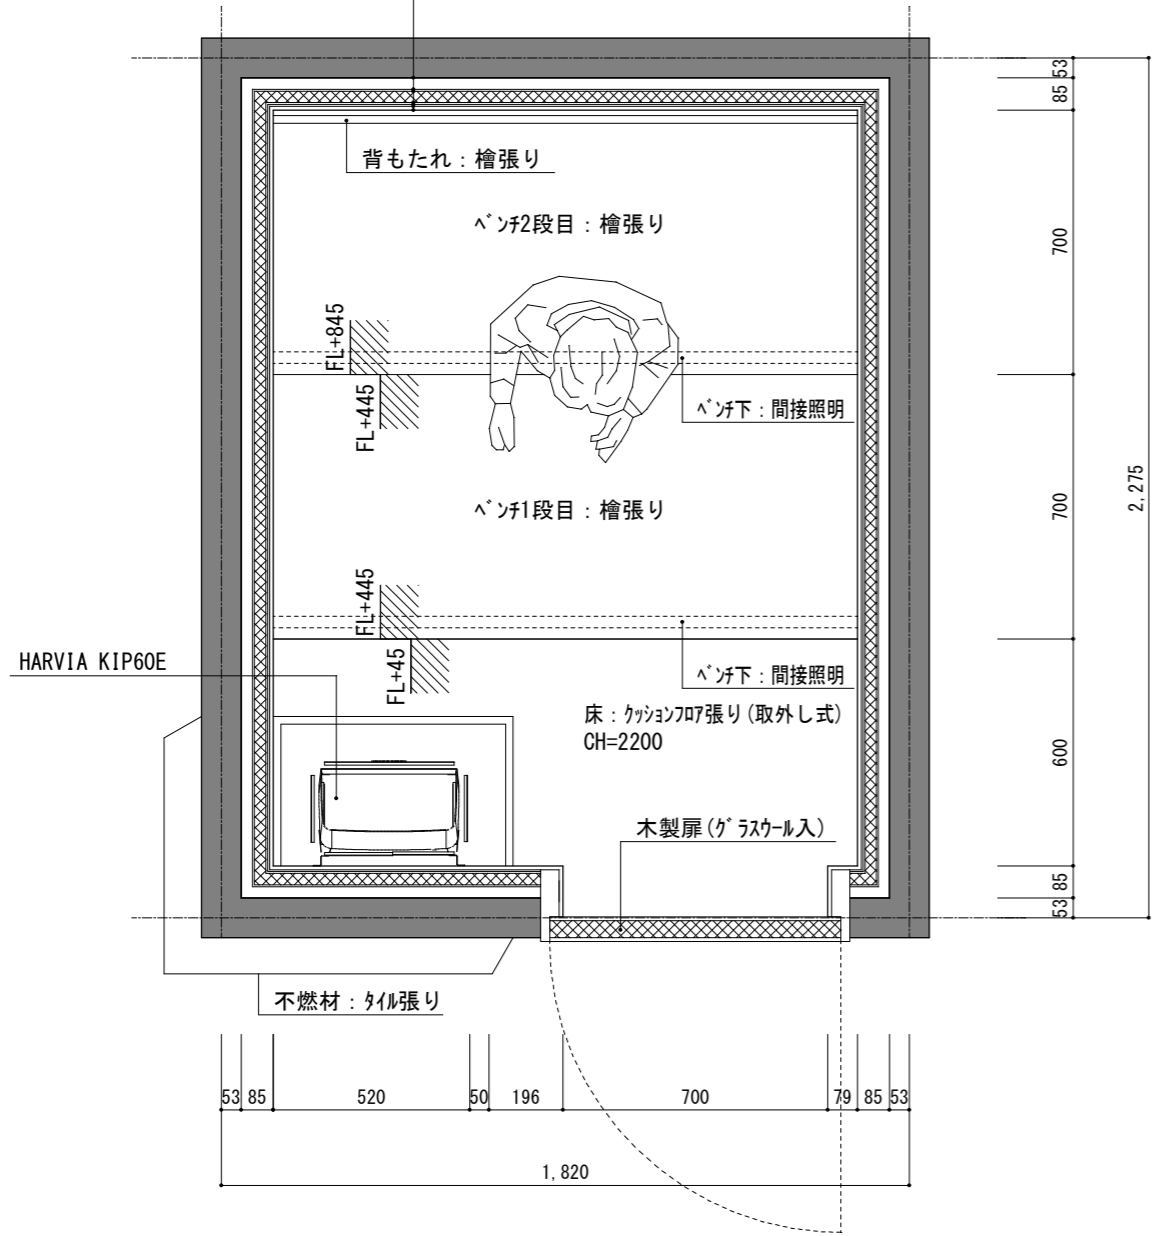 背もたれ：檜張り
ﾍﾞﾝﾁ2段目：檜張り
FL+845
FL+445
ﾍﾞﾝﾁ下：間接照明
ﾍﾞﾝﾁ1段目：檜張り
FL+445
FL+45
ﾍﾞﾝﾁ下：間接照明
HARVIA KIP60E
床：ｸｯｼｮﾝﾌﾛｱ張り(取外し式)
CH=2200
木製扉(ｸﾞﾗｽｳｰﾙ入)
不燃材：ﾀｲﾙ張り
53
85
700
700
600
85
53
2,275
53 85 520 50 196 700 79 85 53
1,820